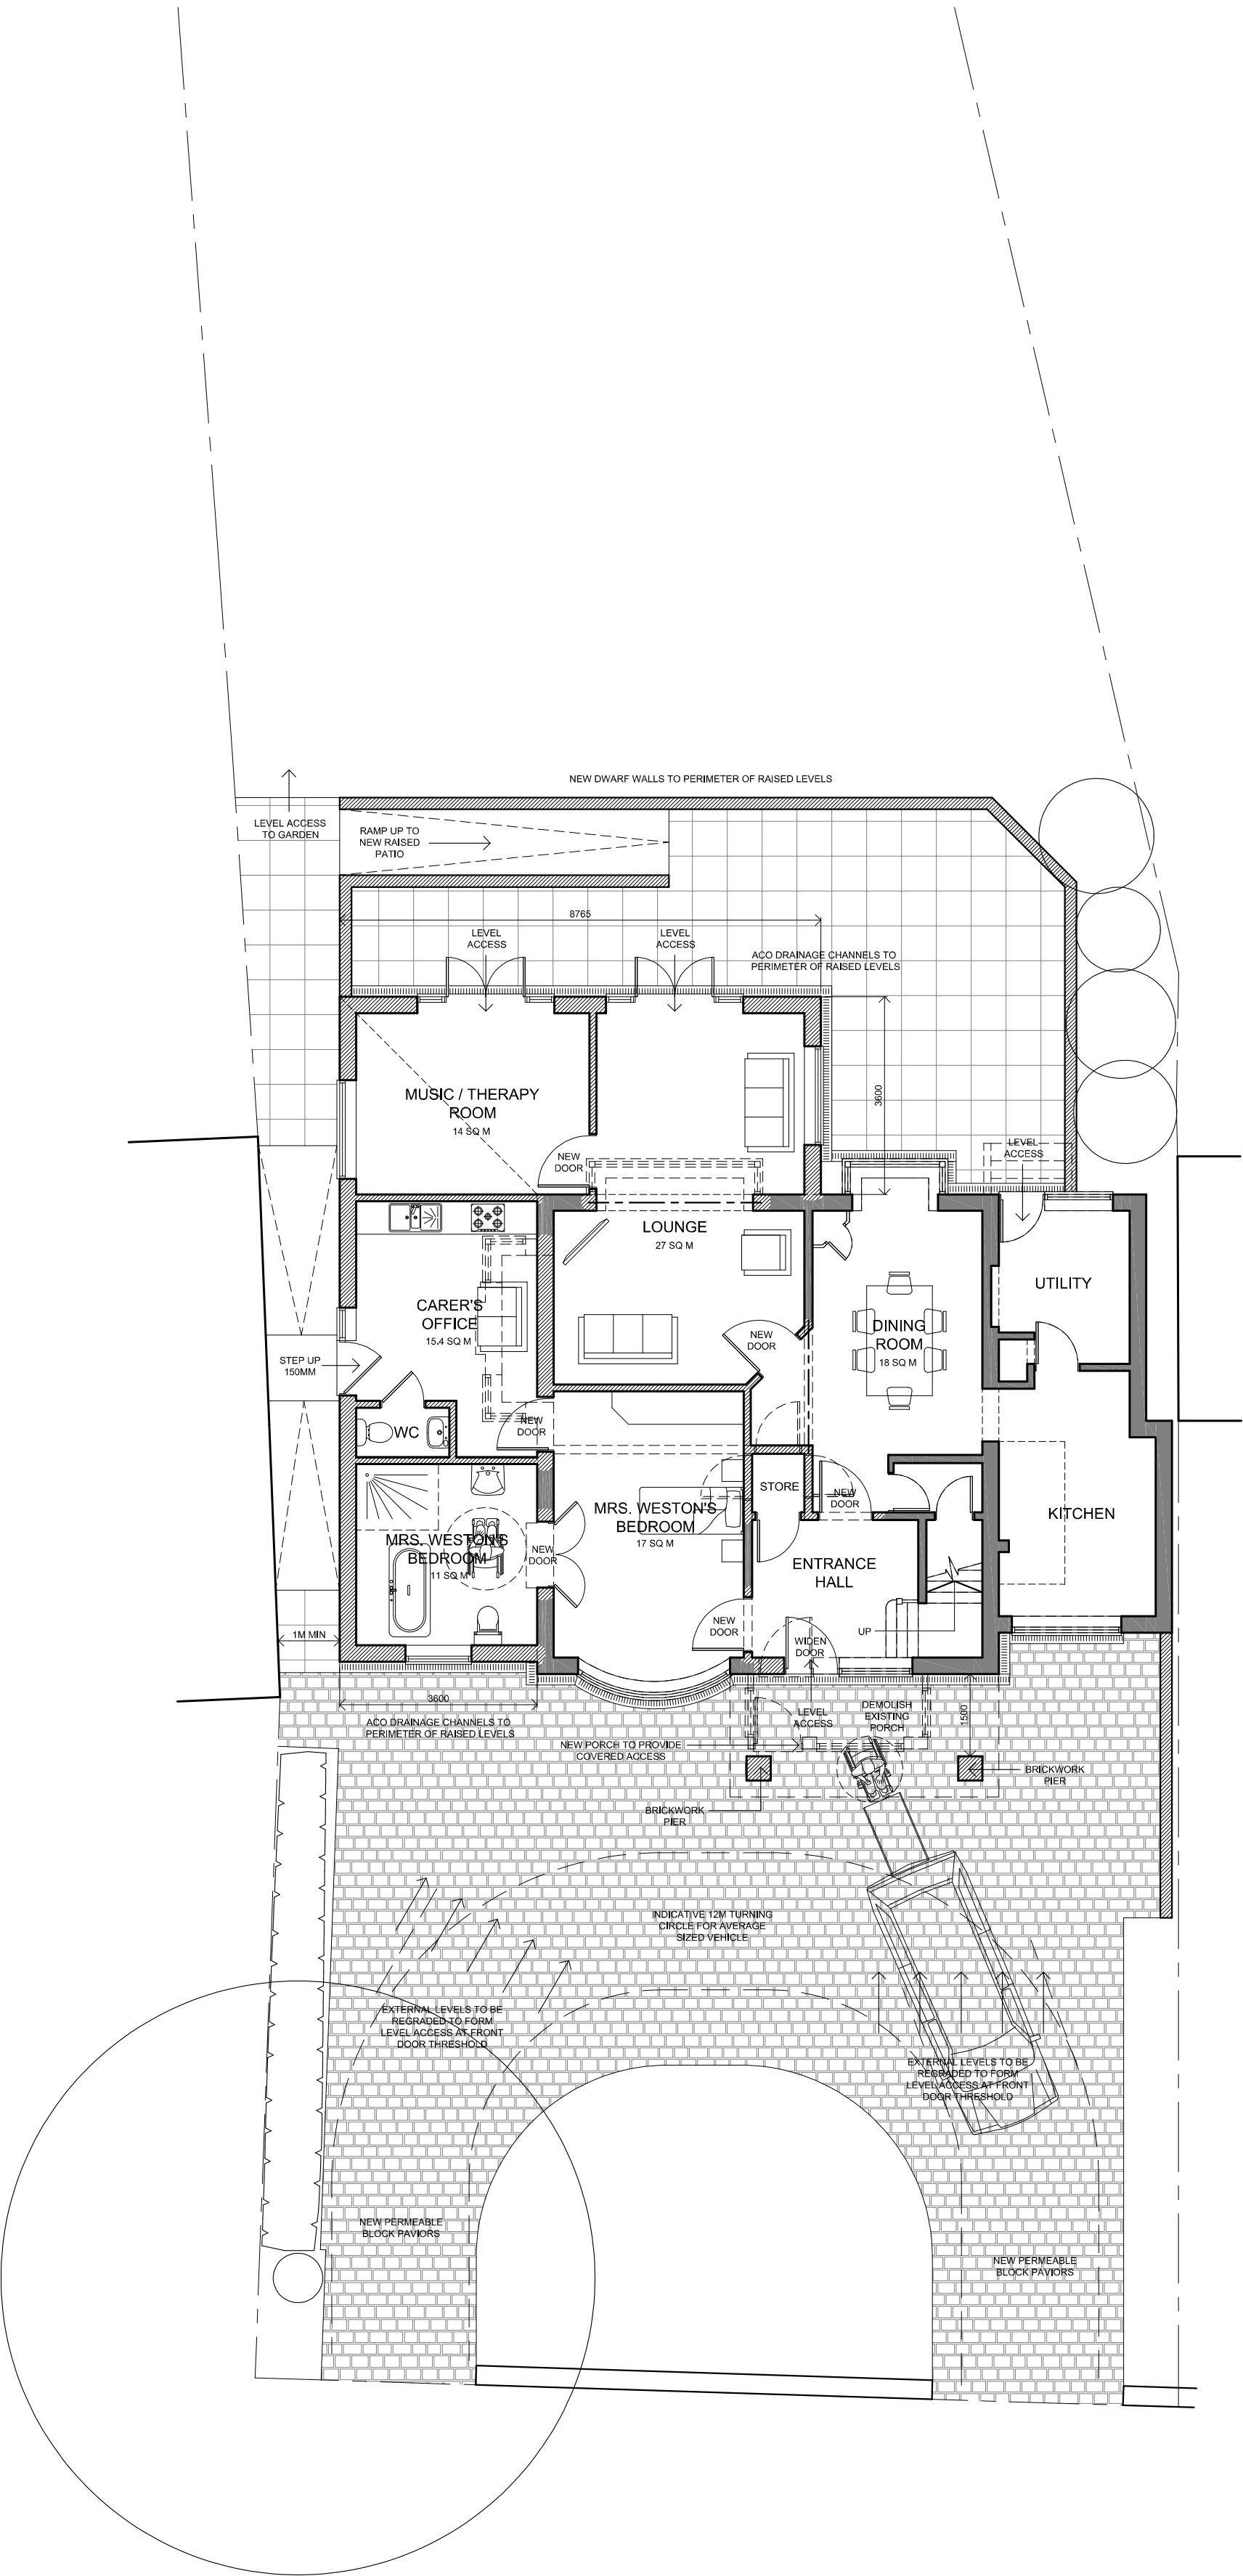 NEW DWARF WALLS TO PERIMETER OF RAISED LEVELS
LEVEL ACCESS
TO GARDEN
RAMP UP TO
NEW RAISED
PATIO
8765
LEVEL
ACCESS
LEVEL
ACCESS
ACO DRAINAGE CHANNELS TO
PERIMETER OF RAISED LEVELS
MUSIC / THERAPY
ROOM
14 SQ M
3600
NEW
DOOR
LEVEL
ACCESS
LOUNGE
27 SQ M
UTILITY
CARER'S
OFFICE
15.4 SQ M
DINING
ROOM
18 SQ M
NEW
DOOR
STEP UP
150MM
WC
NEW
DOOR
STORE
NEW
DOOR
MRS. WESTON'S
BEDROOM
17 SQ M
KITCHEN
MRS. WESTON'S
BEDROOM
11 SQ M
NEW
DOOR
ENTRANCE
HALL
NEW
DOOR
UP
WIDEN
DOOR
1M MIN
3600
ACO DRAINAGE CHANNELS TO
PERIMETER OF RAISED LEVELS
LEVEL
ACCESS
DEMOLISH
EXISTING
PORCH
1500
NEW PORCH TO PROVIDE
COVERED ACCESS
BRICKWORK
PIER
BRICKWORK
PIER
INDICATIVE 12M TURNING
CIRCLE FOR AVERAGE
SIZED VEHICLE
EXTERNAL LEVELS TO BE
REGRADED TO FORM
LEVEL ACCESS AT FRONT
DOOR THRESHOLD
EXTERNAL LEVELS TO BE
REGRADED TO FORM
LEVEL ACCESS AT FRONT
DOOR THRESHOLD
NEW PERMEABLE
BLOCK PAVIORS
NEW PERMEABLE
BLOCK PAVIORS